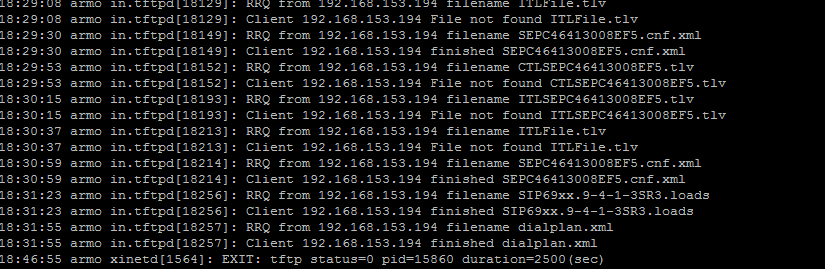 18:29:08 armo in.tftpd[18129]: RRQ from 192.168.153.194 filename ITLFile.tlv
18:29:08 armo in.tftpd[18129]: Client 192.168.153.194 File not found ITLFile.tlv
18:29:30 armo in.tftpd[18149]: RRQ from 192.168.153.194 filename SEPC46413008EF5.cnf.xml
18:29:30 armo in.tftpd[18149]: Client 192.168.153.194 finished SEPC46413008EF5.cnf.xml
18:29:53 armo in.tftpd[18152]: RRQ from 192.168.153.194 filename CTLSEPC46413008EF5.tlv
18:29:53 armo in.tftpd[18152]: Client 192.168.153.194 File not found CTLSEPC46413008EF5.tlv
18:30:15 armo in.tftpd[18193]: RRQ from 192.168.153.194 filename ITLSEPC46413008EF5.tlv
18:30:15 armo in.tftpd[18193]: Client 192.168.153.194 File not found ITLSEPC46413008EF5.tlv
18:30:37 armo in.tftpd[18213]: RRQ from 192.168.153.194 filename ITLFile.tlv
18:30:37 armo in.tftpd[18213]: Client 192.168.153.194 File not found ITLFile.tlv
18:30:59 armo in.tftpd[18214]: RRQ from 192.168.153.194 filename SEPC46413008EF5.cnf.xml
18:30:59 armo in.tftpd[18214]: Client 192.168.153.194 finished SEPC46413008EF5.cnf.xml
18:31:23 armo in.tftpd[18256]: RRQ from 192.168.153.194 filename SIP69xx.9-4-1-3SR3.loads
18:31:23 armo in.tftpd[18256]: Client 192.168.153.194 finished SIP69xx.9-4-1-3SR3.loads
18:31:55 armo in.tftpd[18257]: RRQ from 192.168.153.194 filename dialplan.xml
18:31:55 armo in.tftpd[18257]: Client 192.168.153.194 finished dialplan.xml
18:46:55 armo xinetd[1564]: EXIT: tftp status=0 pid=15860 duration=2500(sec)